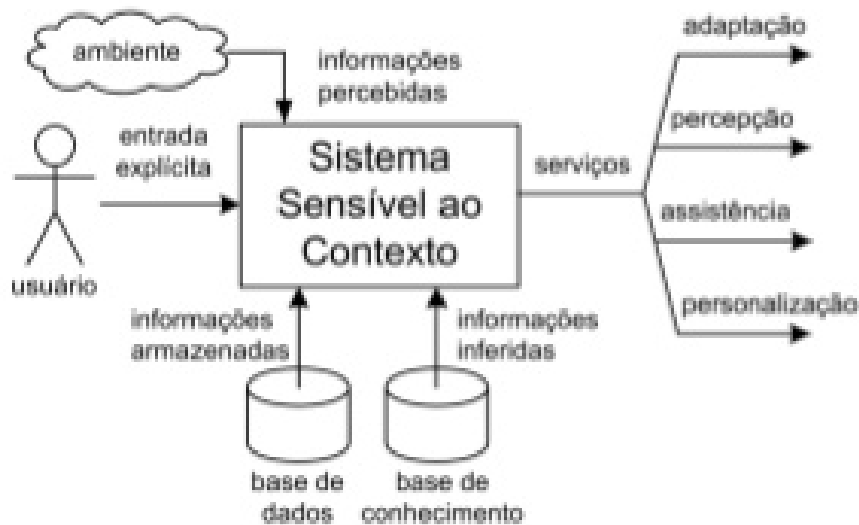 ambiente
informações
percebidas
adaptação
entrada
explícita
Sistema
Sensível ao
Contexto
serviços
percepção
assistência
personalização
usuário
informações
armazenadas
informações
inferidas
base de
dados
base de
conhecimento